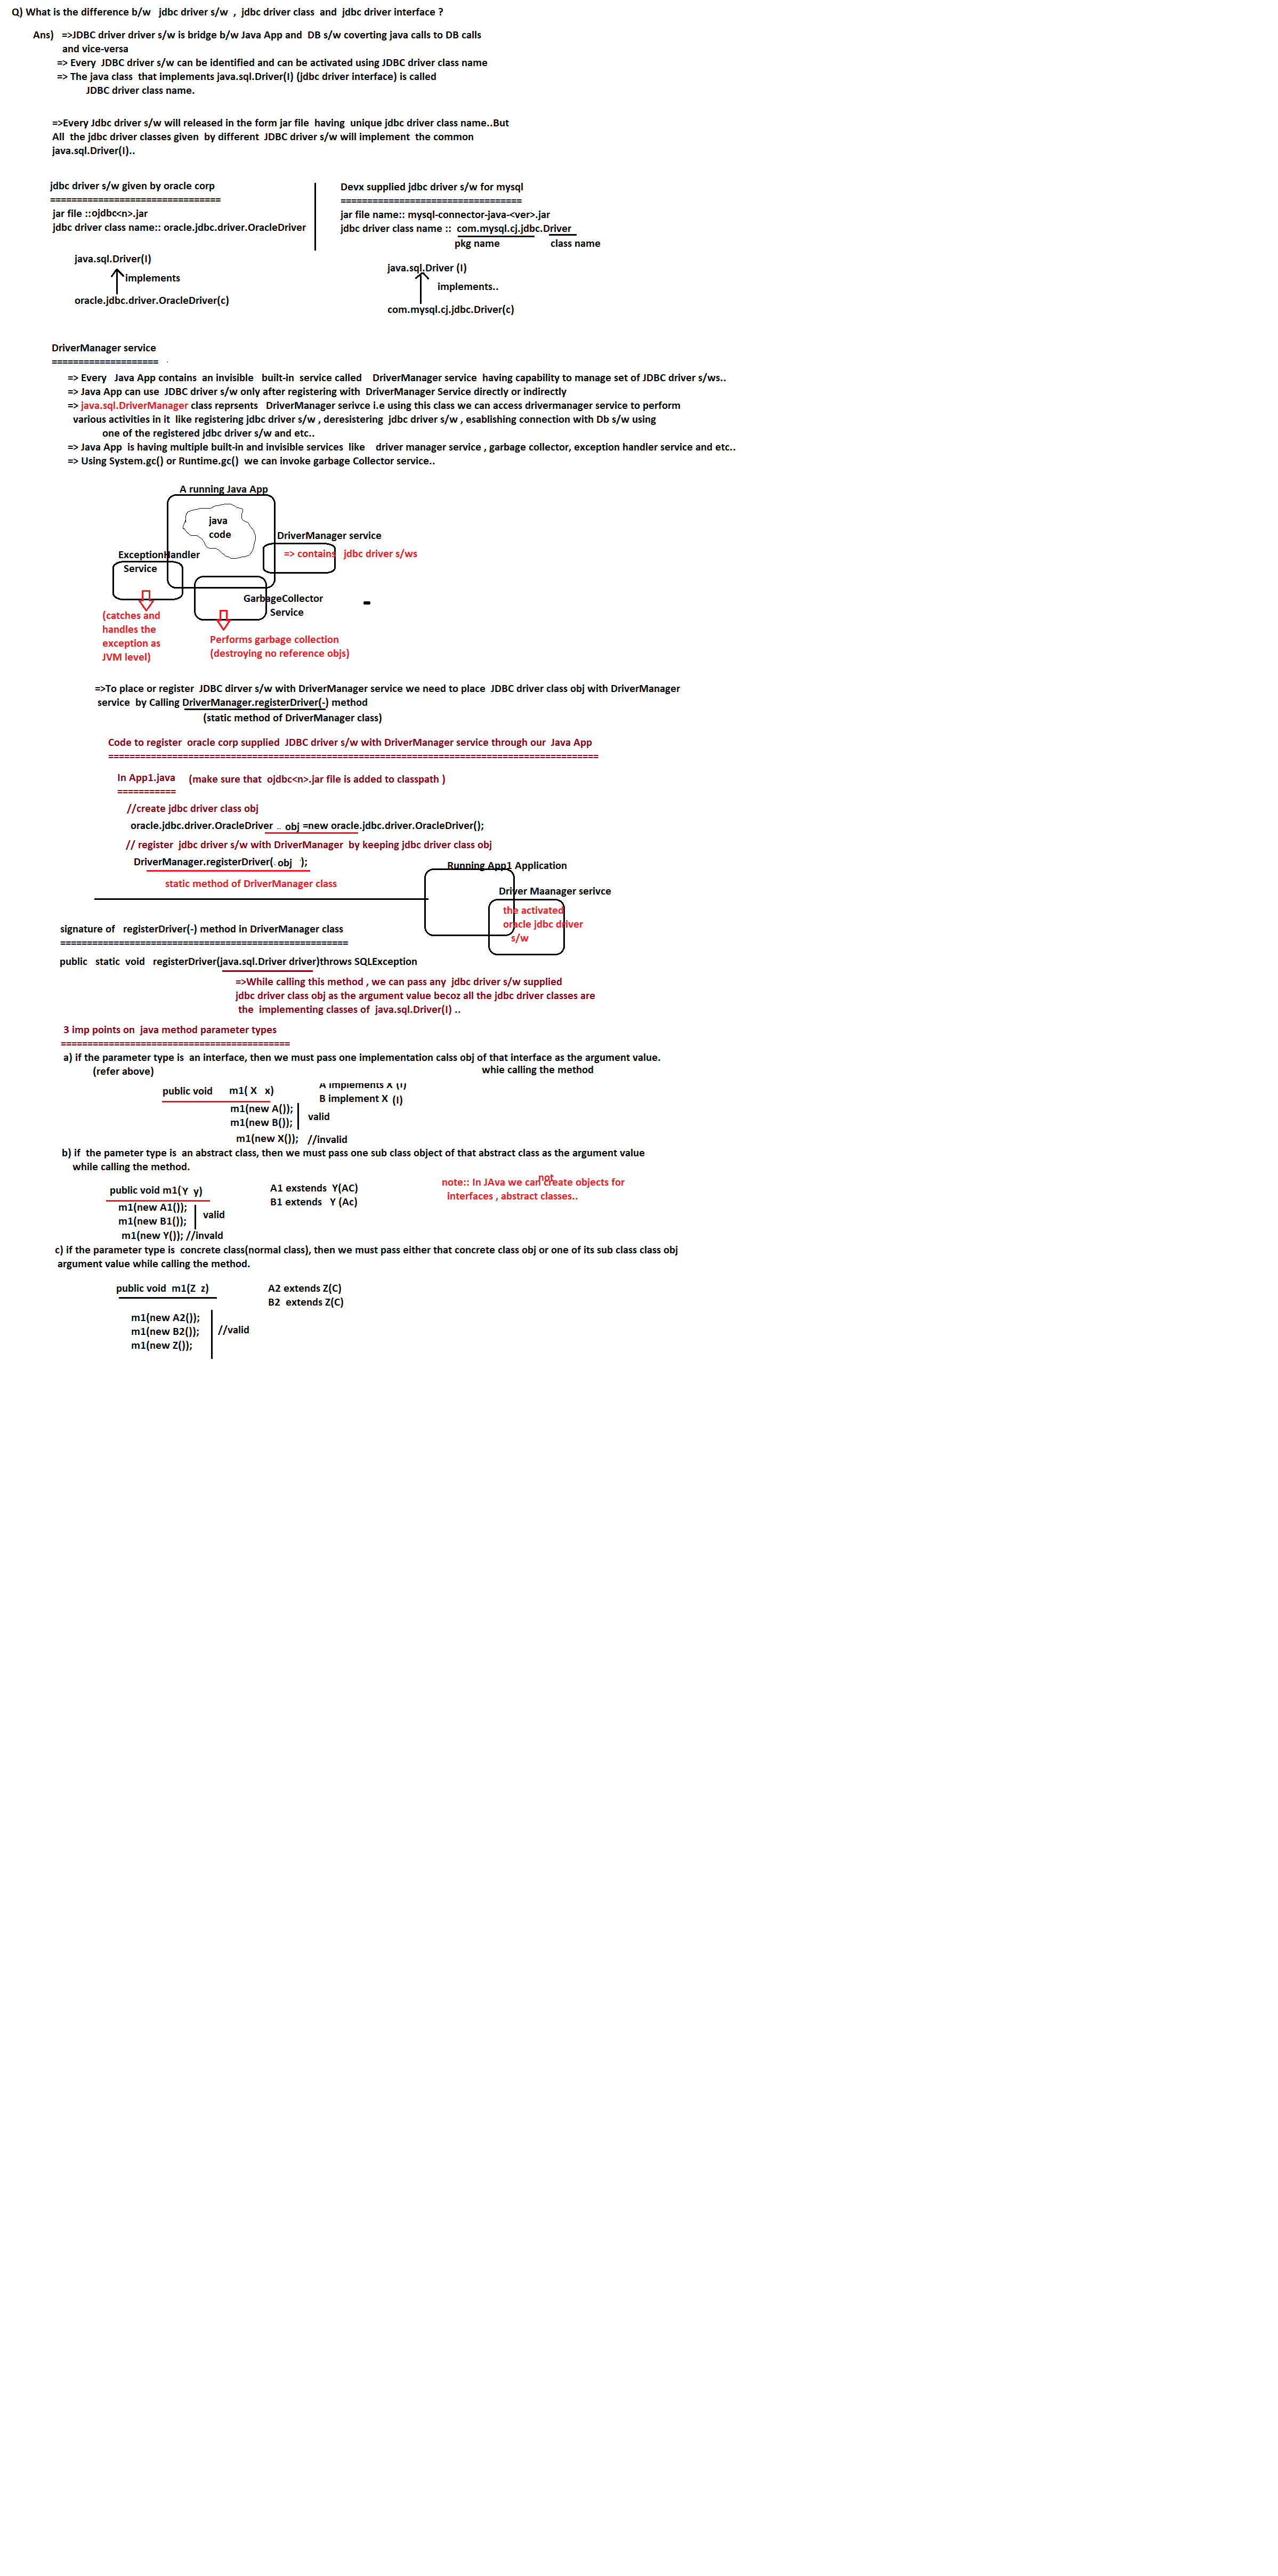 Q) What is the difference b/w jdbc driver s/w , jdbc driver class and jdbc driver interface ?
Ans) =>JDBC driver driver s/w is bridge b/w Java App and DB s/w coverting java calls to DB calls
and vice-versa
=> Every JDBC driver s/w can be identified and can be activated using JDBC driver class name
=> The java class that implements java.sql.Driver(I) (jdbc driver interface) is called
JDBC driver class name.
=>Every Jdbc driver s/w will released in the form jar file having unique jdbc driver class name..But
All the jdbc driver classes given by different JDBC driver s/w will implement the common
java.sql.Driver(I)..
jdbc driver s/w given by oracle corp
================================
jar file ::ojdbc<n>.jar
jdbc driver class name:: oracle.jdbc.driver.OracleDriver
java.sql.Driver(I)
implements
oracle.jdbc.driver.OracleDriver(c)
Devx supplied jdbc driver s/w for mysql
==================================
jar file name:: mysql-connector-java-<ver>.jar
jdbc driver class name :: com.mysql.cj.jdbc.Driver
pkg name class name
java.sql.Driver (I)
implements..
com.mysql.cj.jdbc.Driver(c)
DriverManager service
====================
=> Every Java App contains an invisible built-in service called DriverManager service having capability to manage set of JDBC driver s/ws..
=> Java App can use JDBC driver s/w only after registering with DriverManager Service directly or indirectly
=> java.sql.DriverManager class reprsents DriverManager serivce i.e using this class we can access drivermanager service to perform
various activities in it like registering jdbc driver s/w , deresistering jdbc driver s/w , esablishing connection with Db s/w using
one of the registered jdbc driver s/w and etc..
=> Java App is having multiple built-in and invisible services like driver manager service , garbage collector, exception handler service and etc..
=> Using System.gc() or Runtime.gc() we can invoke garbage Collector service..
A running Java App
java
code
DriverManager service
=> contains jdbc driver s/ws
ExceptionHandler
Service
GarbageCollector
Service
(catches and
handles the
exception as
JVM level)
Performs garbage collection
(destroying no reference objs)
=>To place or register JDBC dirver s/w with DriverManager service we need to place JDBC driver class obj with DriverManager
service by Calling DriverManager.registerDriver(-) method
(static method of DriverManager class)
Code to register oracle corp supplied JDBC driver s/w with DriverManager service through our Java App
============================================================================================
In App1.java (make sure that ojdbc<n>.jar file is added to classpath )
===========
//create jdbc driver class obj
oracle.jdbc.driver.OracleDriver obj =new oracle.jdbc.driver.OracleDriver();
// register jdbc driver s/w with DriverManager by keeping jdbc driver class obj
DriverManager.registerDriver( obj );
static method of DriverManager class
Running App1 Application
Driver Maanager serivce
the activated
oracle jdbc driver
s/w
signature of registerDriver(-) method in DriverManager class
======================================================
public static void registerDriver(java.sql.Driver driver)throws SQLException
=>While calling this method , we can pass any jdbc driver s/w supplied
jdbc driver class obj as the argument value becoz all the jdbc driver classes are
the implementing classes of java.sql.Driver(I) ..
3 imp points on java method parameter types
===========================================
a) if the parameter type is an interface, then we must pass one implementation calss obj of that interface as the argument value.
(refer above) whie calling the method
public void m1( X x)
A implements X (I)
B implement X (I)
m1(new A());
m1(new B());
valid
m1(new X()); //invalid
b) if the pameter type is an abstract class, then we must pass one sub class object of that abstract class as the argument value
while calling the method.
public void m1(Y y)
A1 exstends Y(AC)
B1 extends Y (Ac)
not
note:: In JAva we can create objects for
interfaces , abstract classes..
m1(new A1());
m1(new B1());
valid
m1(new Y()); //invald
c) if the parameter type is concrete class(normal class), then we must pass either that concrete class obj or one of its sub class class obj
argument value while calling the method.
public void m1(Z z)
A2 extends Z(C)
B2 extends Z(C)
m1(new A2());
m1(new B2());
m1(new Z());
//valid